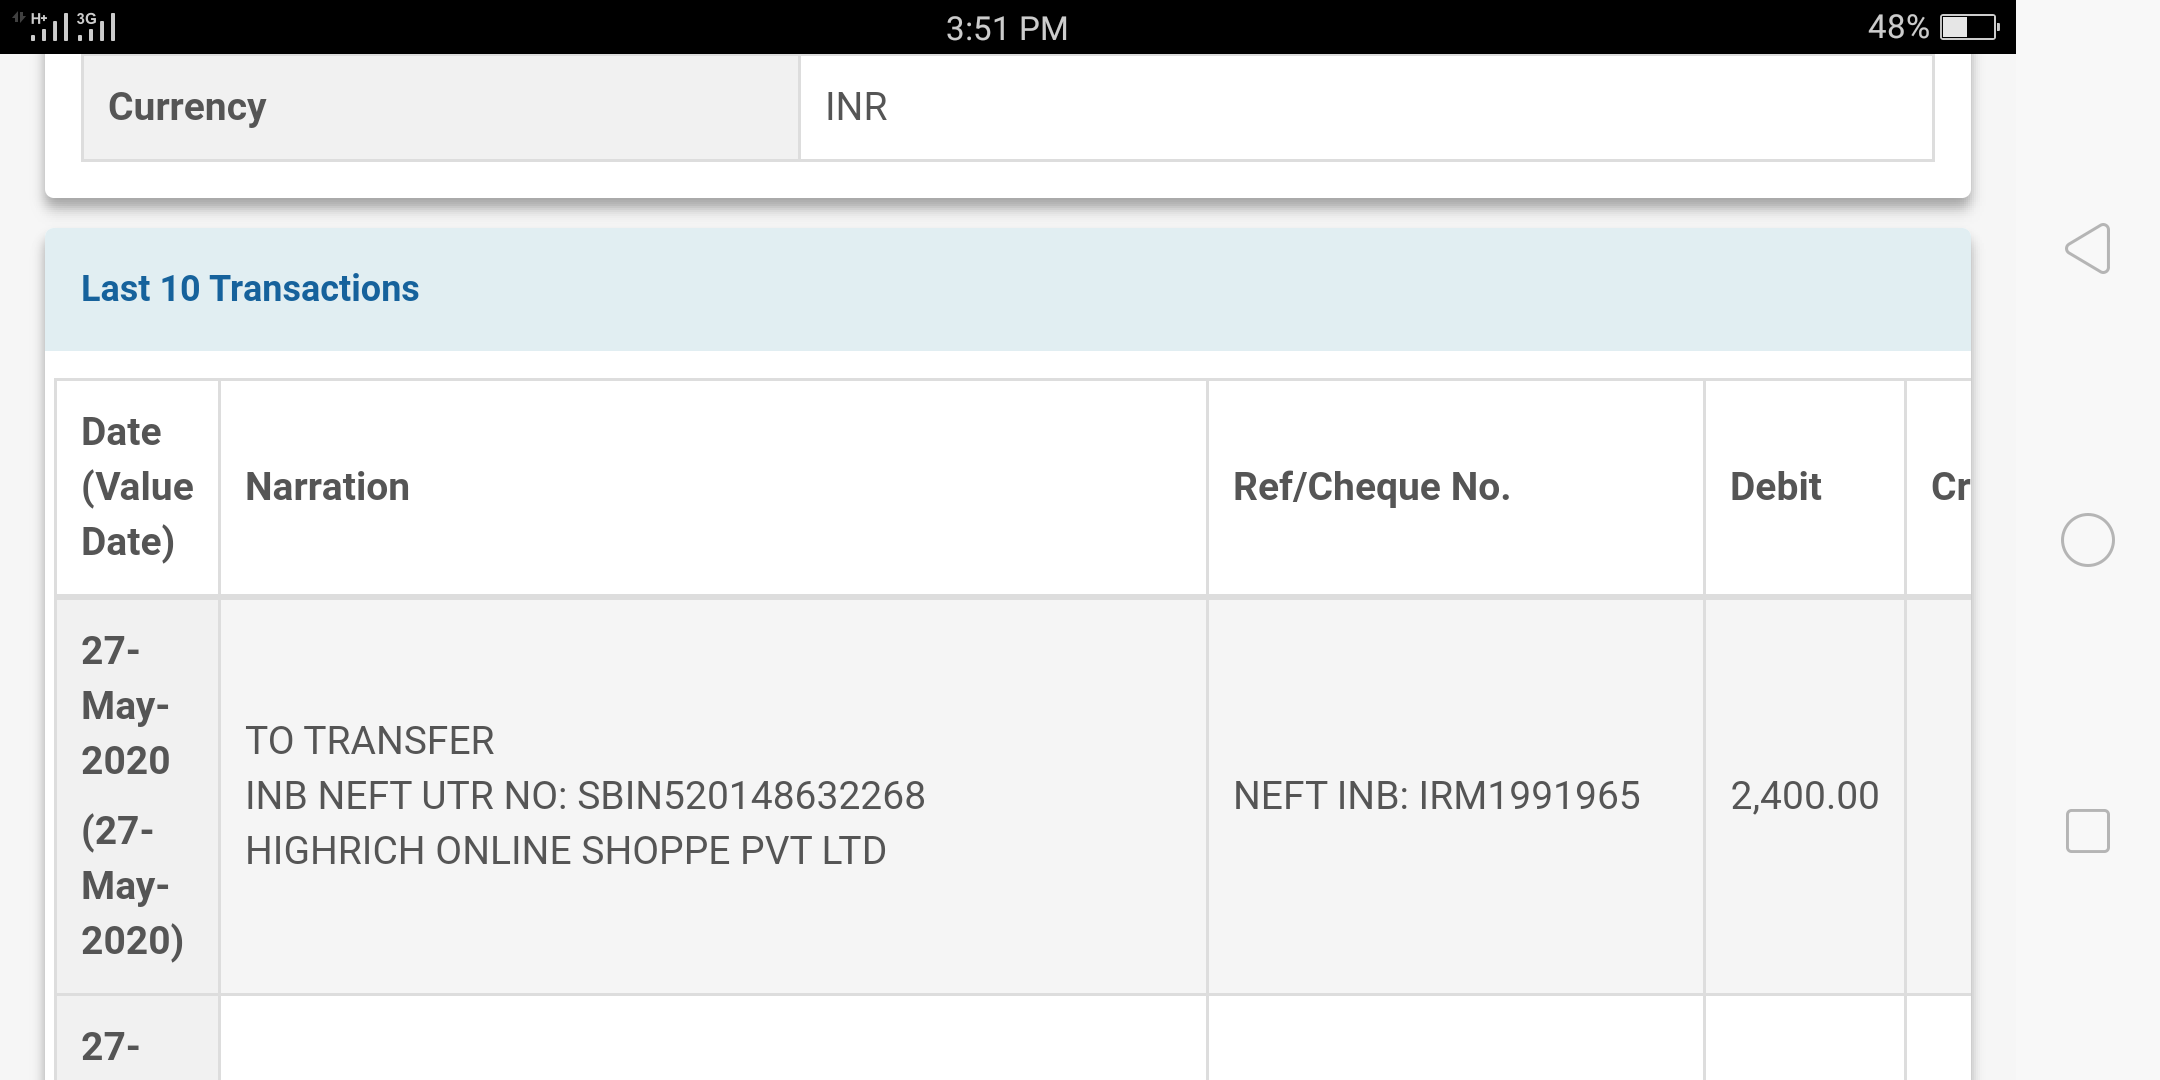 H+ 3G 3:51 PM 48%
Currency INR
Last 10 Transactions
Date
(Value
Date)
Narration
Ref/Cheque No.
Debit
Cr
27-
May-
2020
(27-
May-
2020)
TO TRANSFER
INB NEFT UTR NO: SBIN520148632268
HIGHRICH ONLINE SHOPPE PVT LTD
NEFT INB: IRM1991965
2,400.00
27-